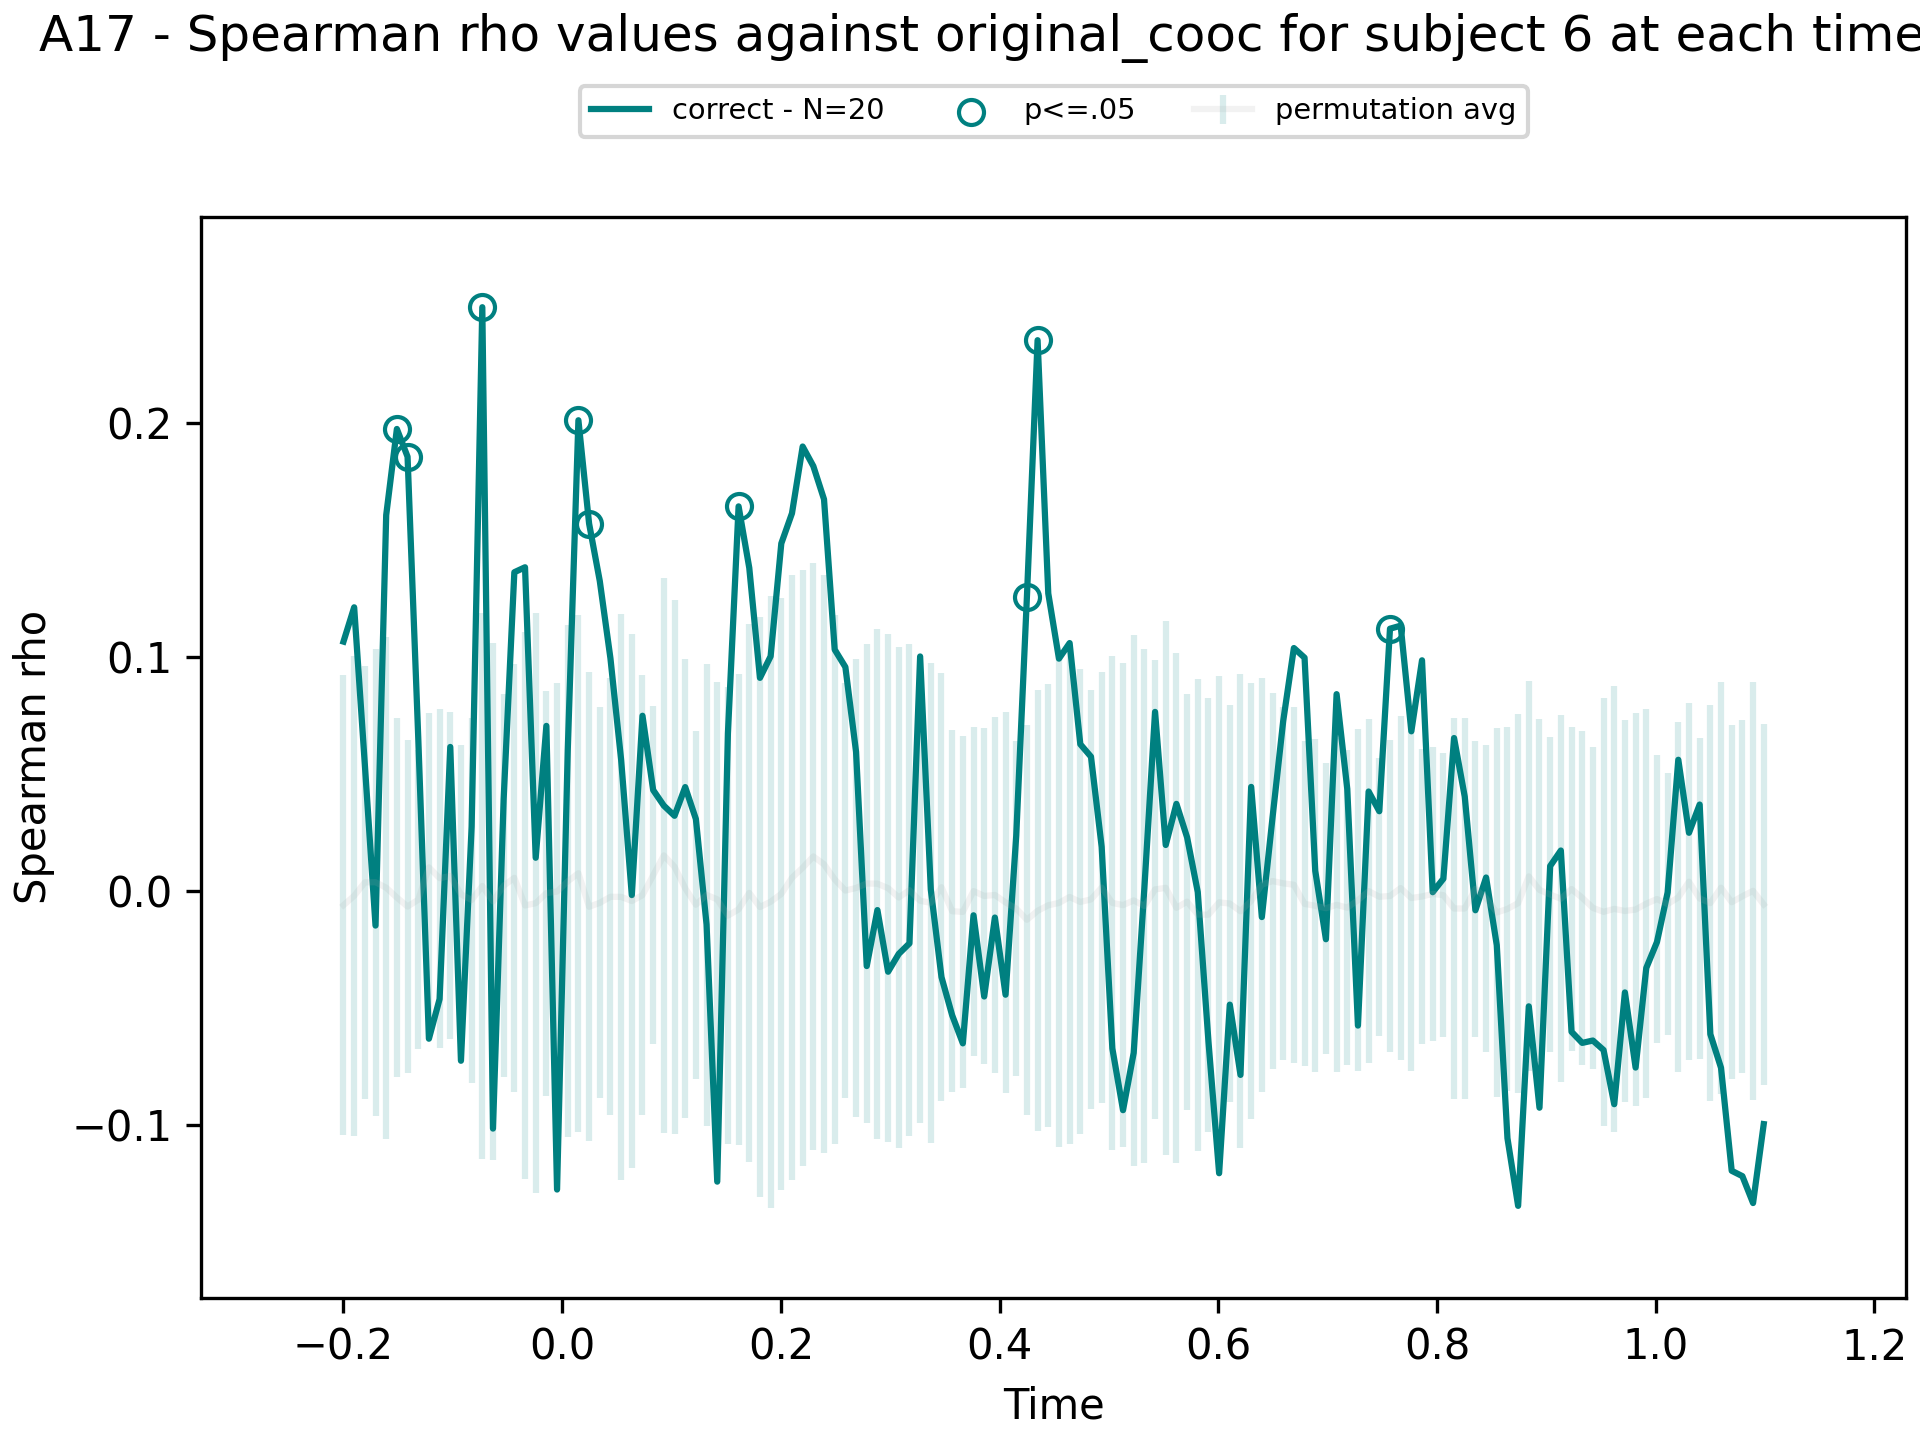 A17 - Spearman rho values against original_cooc for subject 6 at each time
correct - N=20 p<=.05 permutation avg
Spearman rho
0.2
0.1
0.0
−0.1
−0.2 0.0 0.2 0.4 0.6 0.8 1.0 1.2
Time